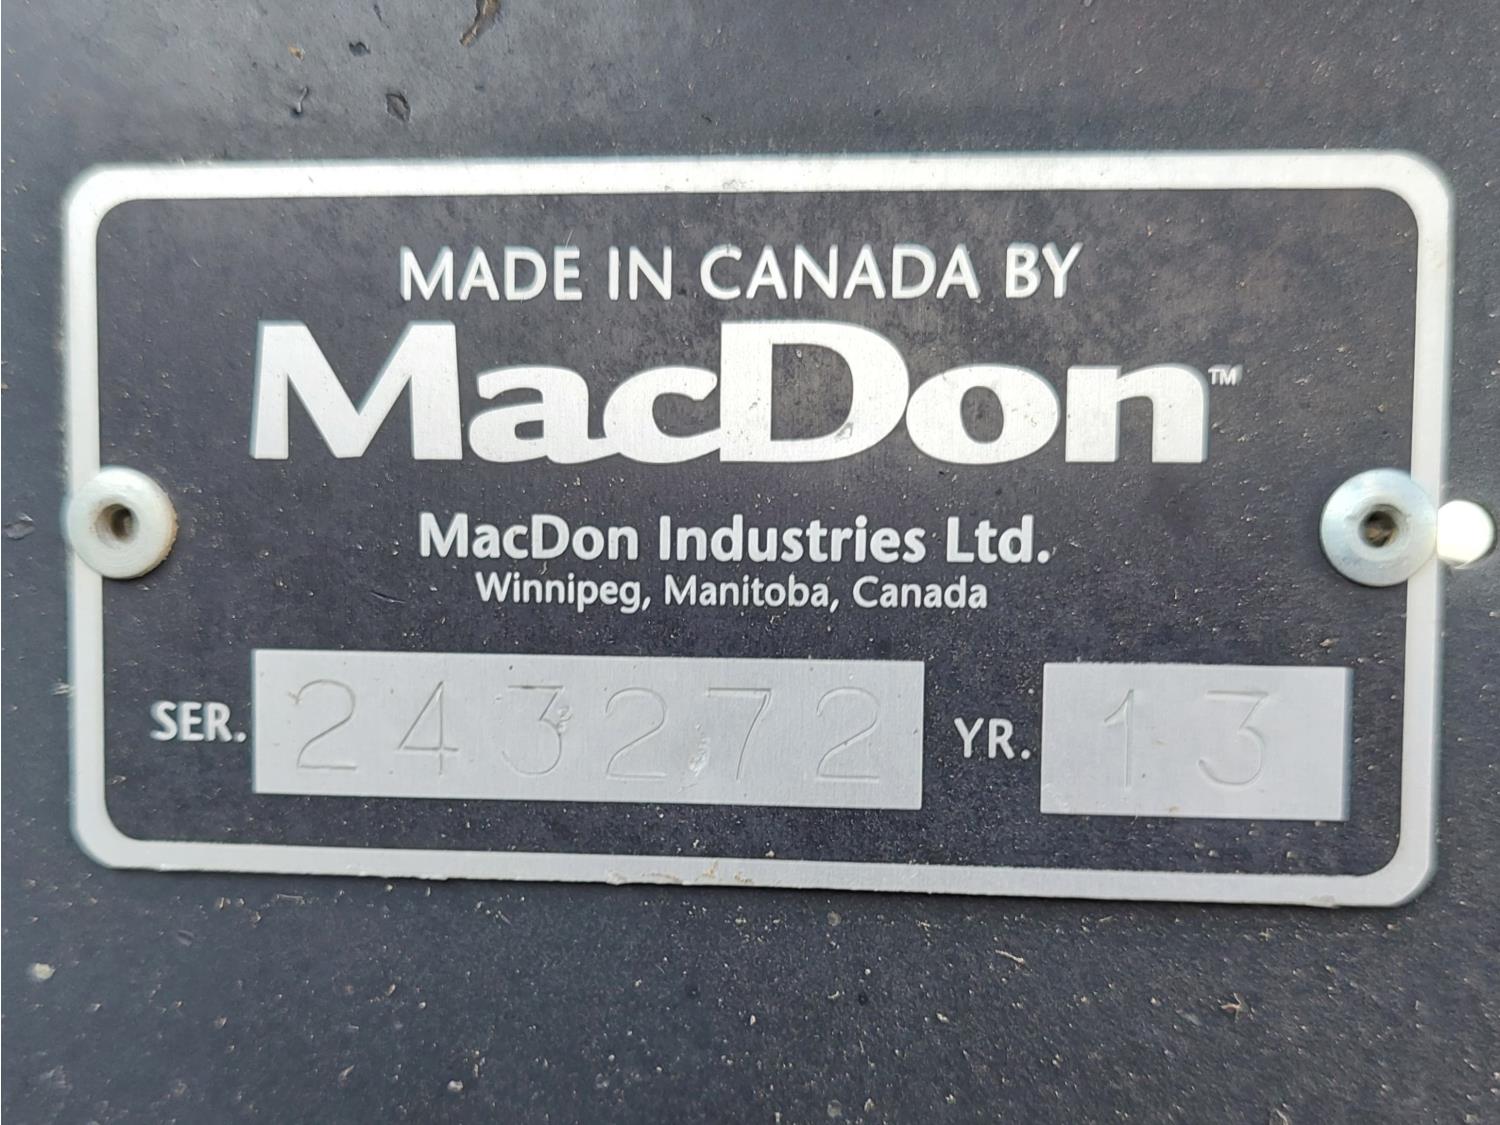 MADE IN CANADA BY
MacDon™
MacDon Industries Ltd.
Winnipeg, Manitoba, Canada
SER. 243272 YR. 13